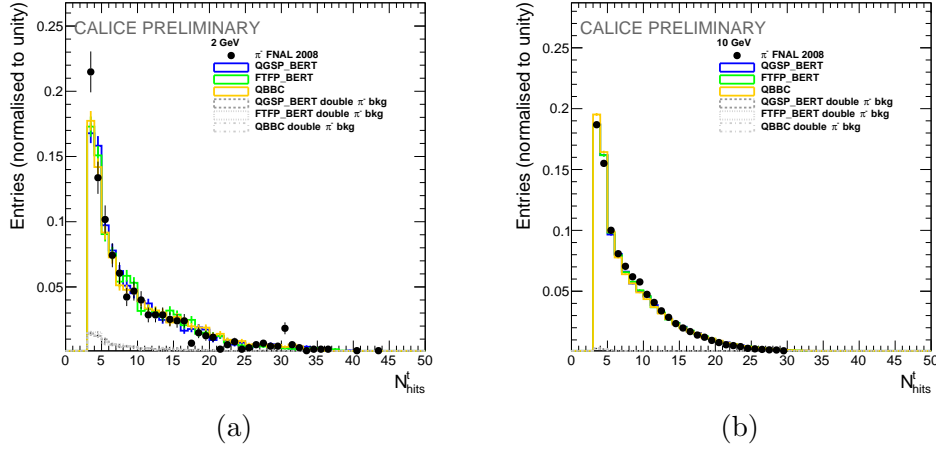 CALICE PRELIMINARY
2 GeV
π⁻ FNAL 2008
QGSP_BERT
FTFP_BERT
QBBC
QGSP_BERT double π⁻ bkg
FTFP_BERT double π⁻ bkg
QBBC double π⁻ bkg
Entries (normalised to unity)
0.25
0.2
0.15
0.1
0.05
0 5 10 15 20 25 30 35 40 45 50
N^t_hits
(a)
CALICE PRELIMINARY
10 GeV
π⁻ FNAL 2008
QGSP_BERT
FTFP_BERT
QBBC
QGSP_BERT double π⁻ bkg
FTFP_BERT double π⁻ bkg
QBBC double π⁻ bkg
Entries (normalised to unity)
0.25
0.2
0.15
0.1
0.05
0 5 10 15 20 25 30 35 40 45 50
N^t_hits
(b)